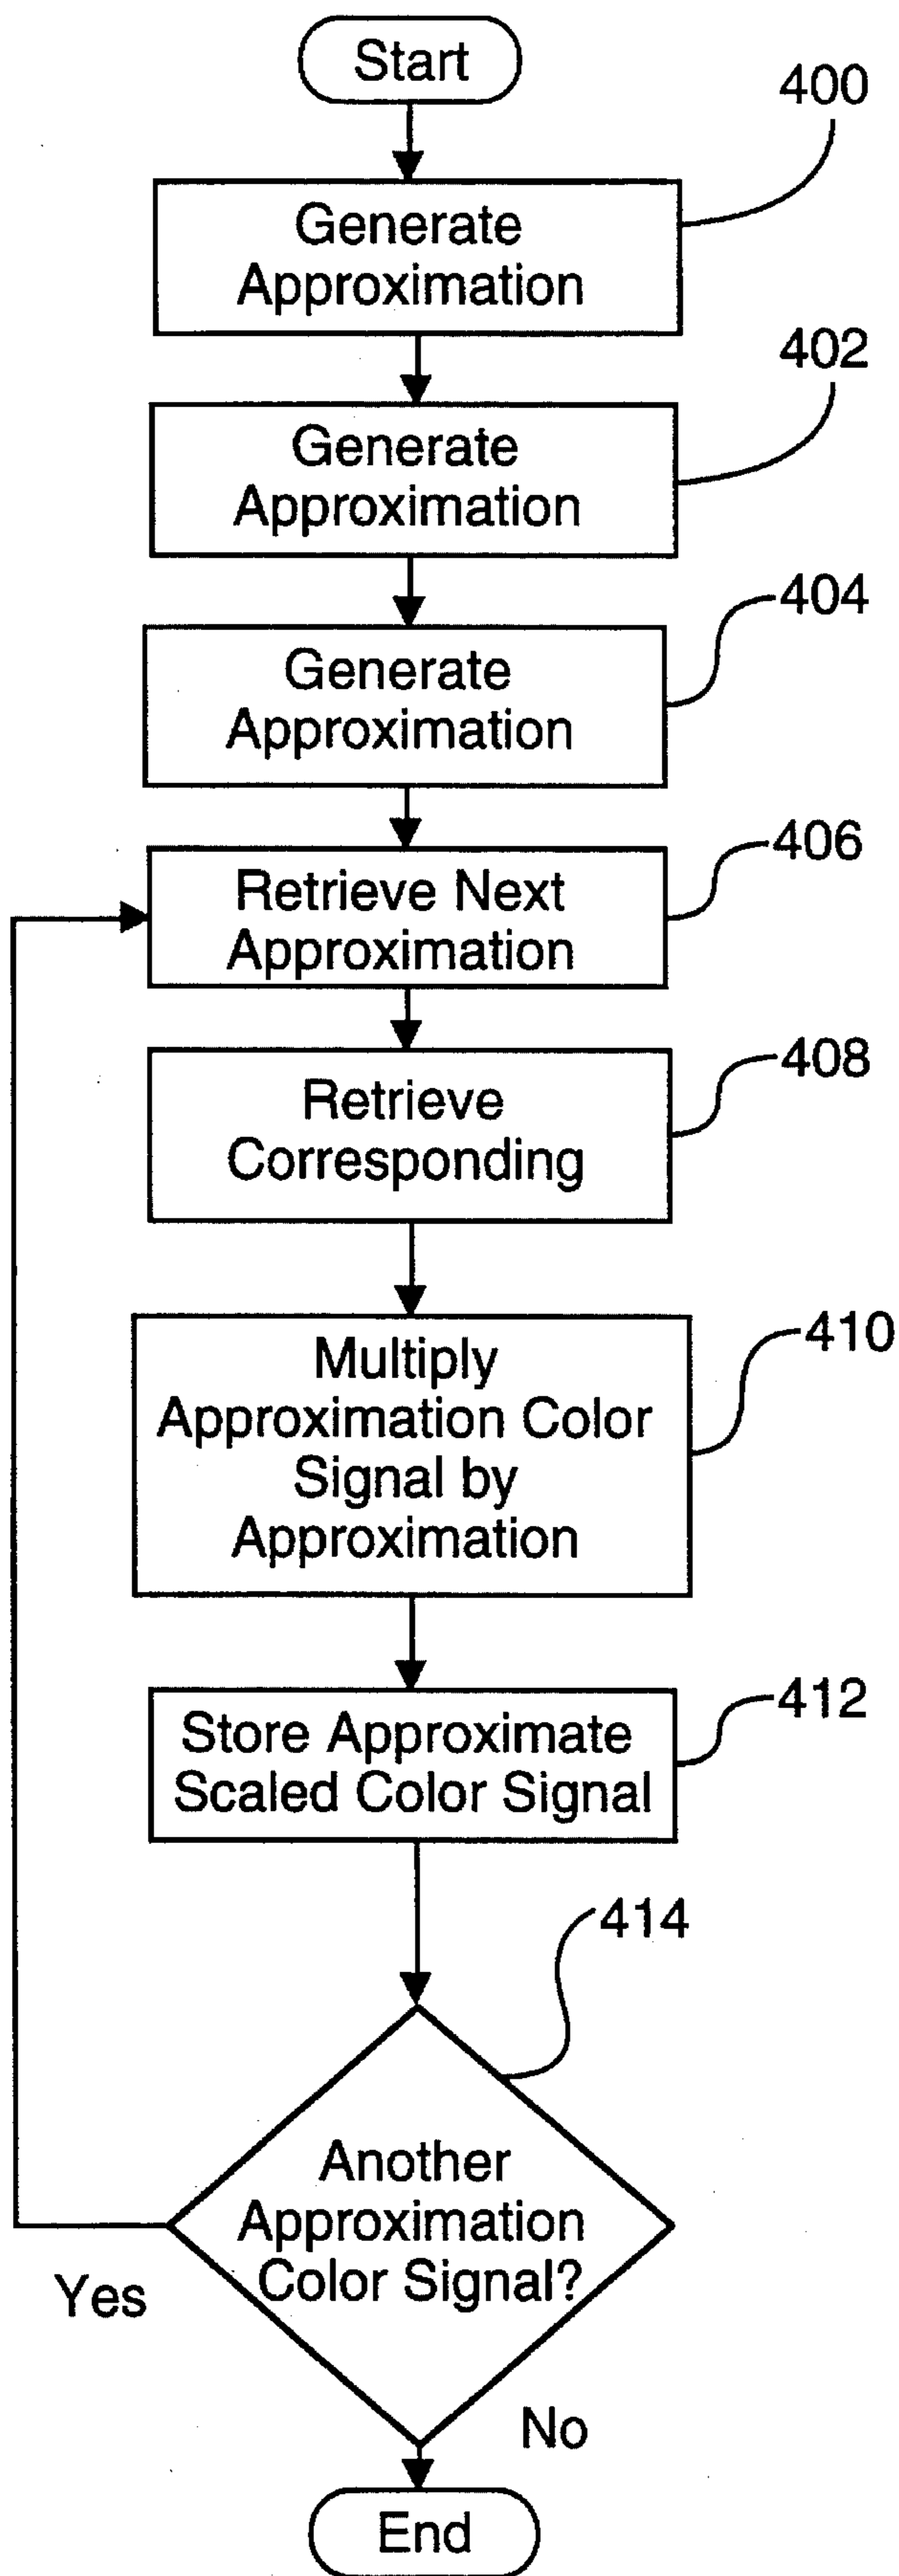 Start
400
Generate
Approximation
402
Generate
Approximation
404
Generate
Approximation
406
Retrieve Next
Approximation
408
Retrieve
Corresponding
410
Multiply
Approximation Color
Signal by
Approximation
412
Store Approximate
Scaled Color Signal
414
Another
Approximation
Color Signal?
Yes
No
End